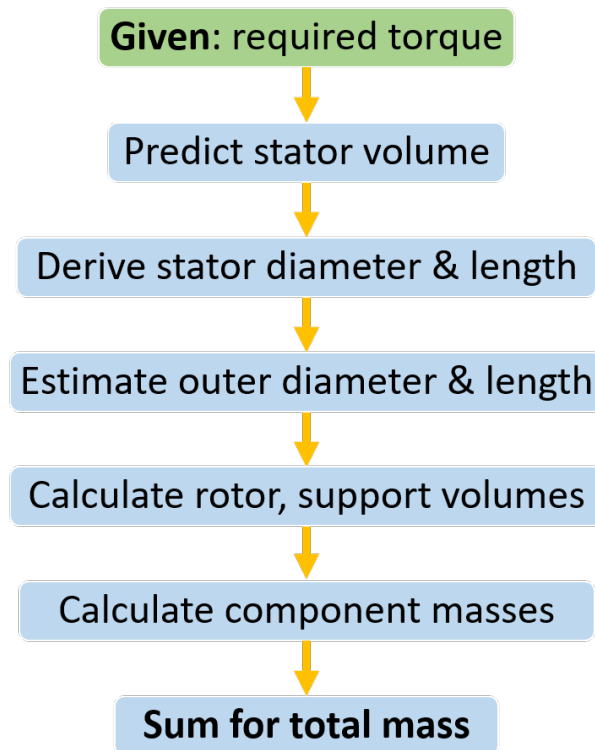 Given: required torque
Predict stator volume
Derive stator diameter & length
Estimate outer diameter & length
Calculate rotor, support volumes
Calculate component masses
Sum for total mass